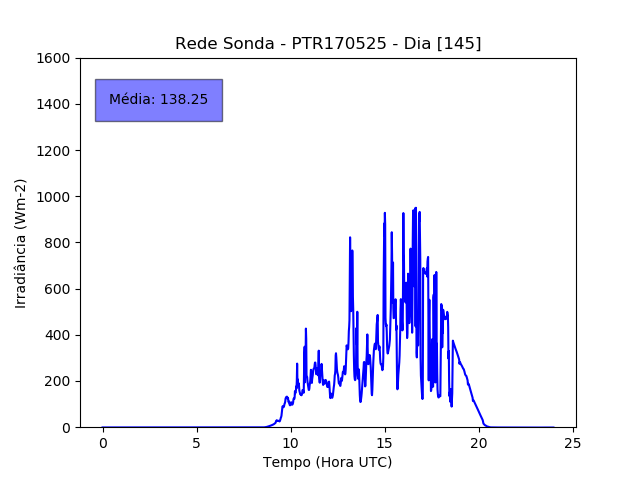 Rede Sonda - PTR170525 - Dia [145]
1600
1400
1200
1000
800
600
400
200
0
Média: 138.25
Irradiância (Wm-2)
0 5 10 15 20 25
Tempo (Hora UTC)